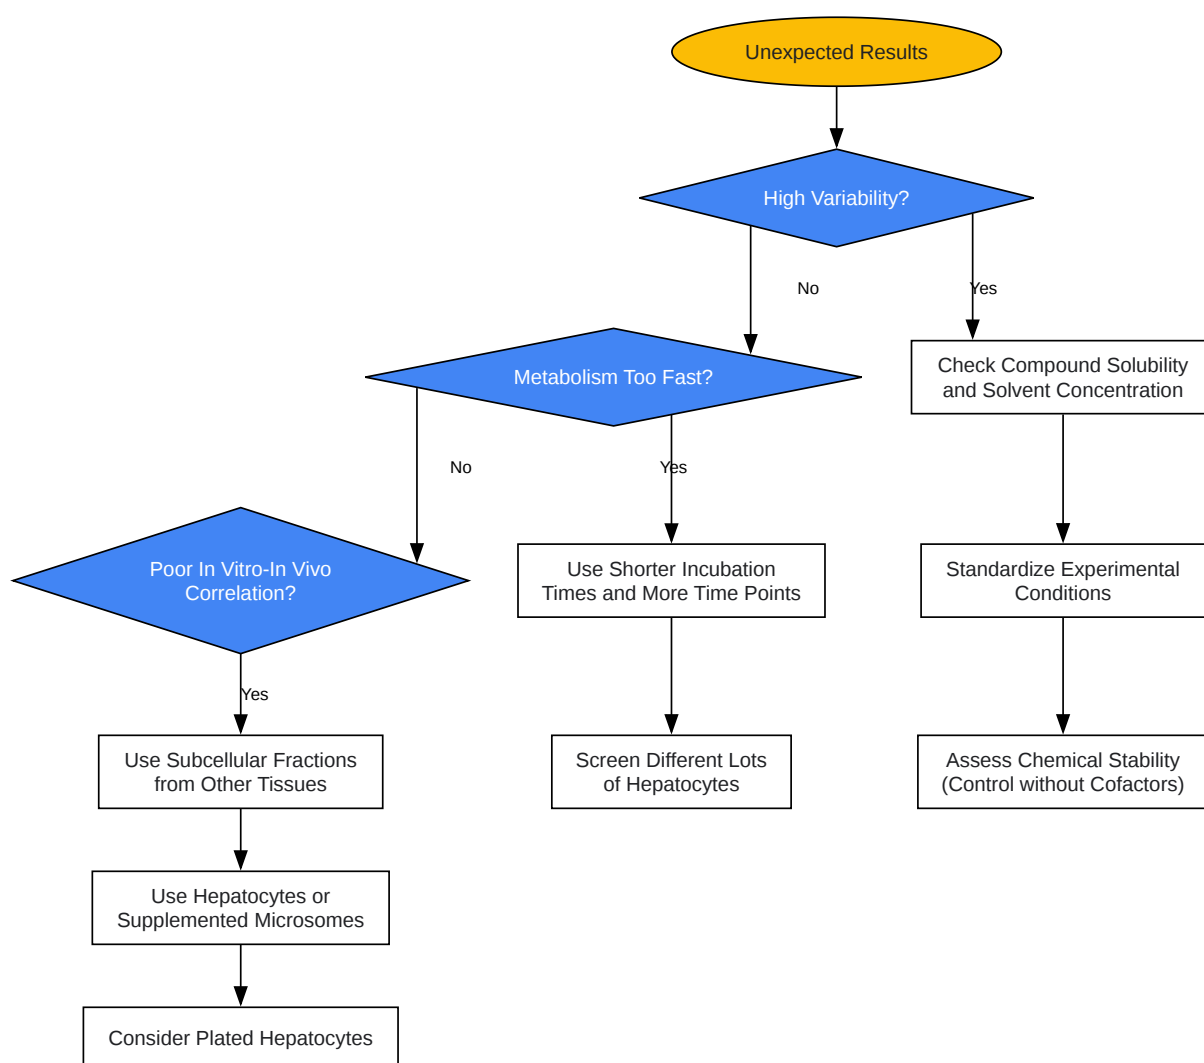 Unexpected Results
High Variability?
No
Yes
Metabolism Too Fast?
Check Compound Solubility
and Solvent Concentration
No
Yes
Poor In Vitro-In Vivo
Correlation?
Use Shorter Incubation
Times and More Time Points
Standardize Experimental
Conditions
Yes
Use Subcellular Fractions
from Other Tissues
Screen Different Lots
of Hepatocytes
Assess Chemical Stability
(Control without Cofactors)
Use Hepatocytes or
Supplemented Microsomes
Consider Plated Hepatocytes